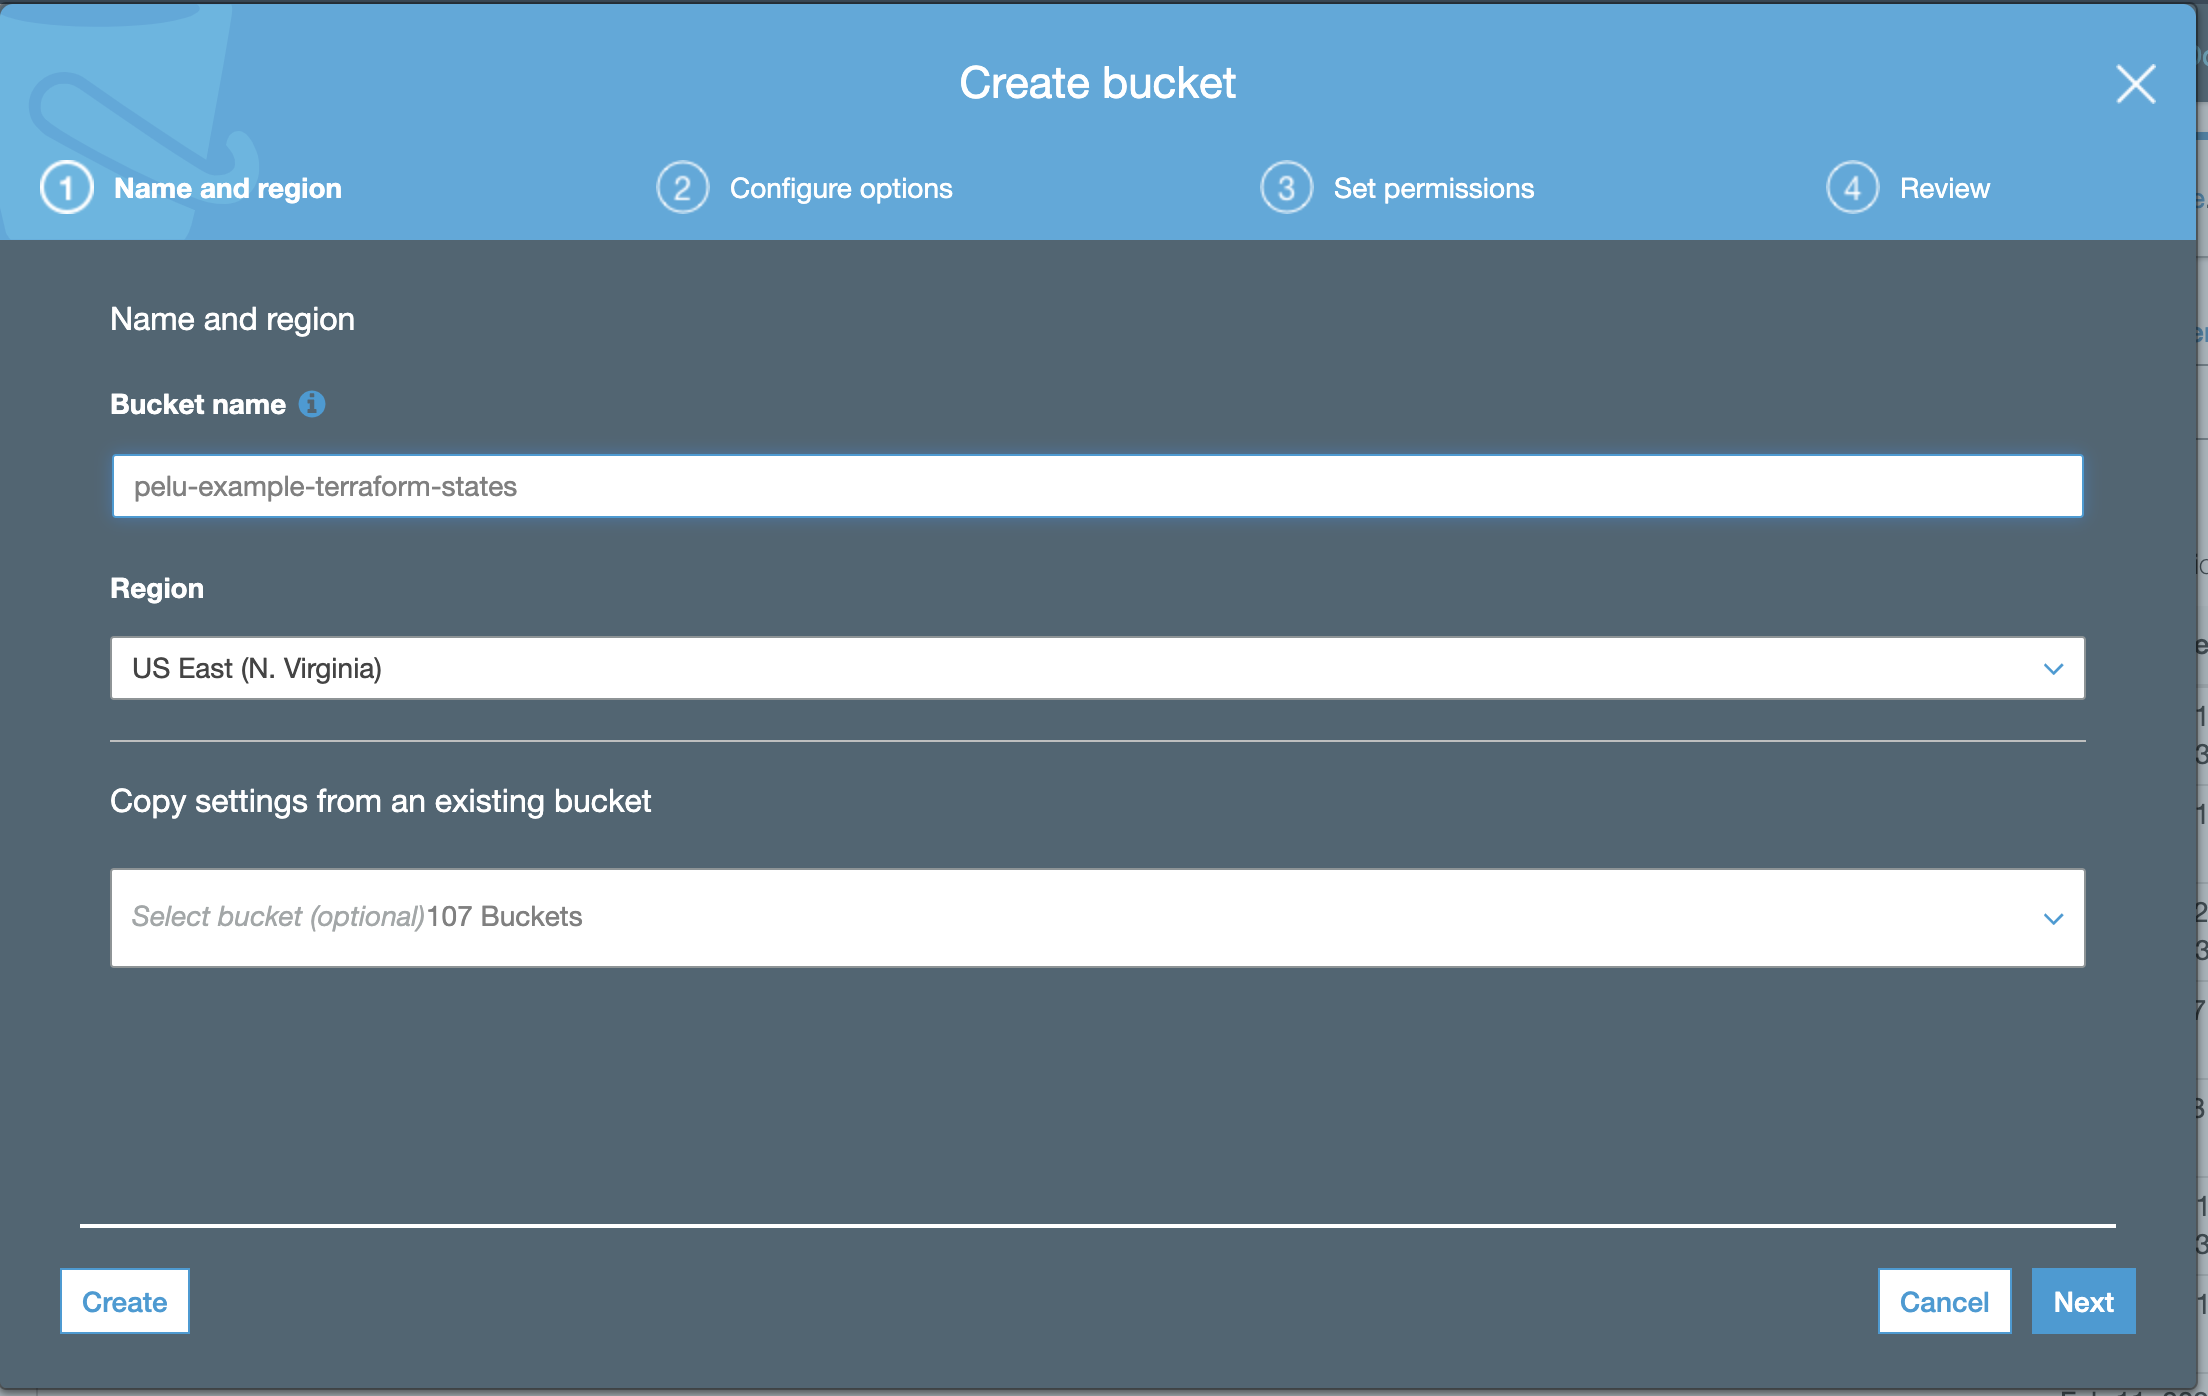 Create bucket
1 Name and region
2 Configure options
3 Set permissions
4 Review
Name and region
Bucket name
pelu-example-terraform-states
Region
US East (N. Virginia)
Copy settings from an existing bucket
Select bucket (optional)107 Buckets
Create
Cancel
Next